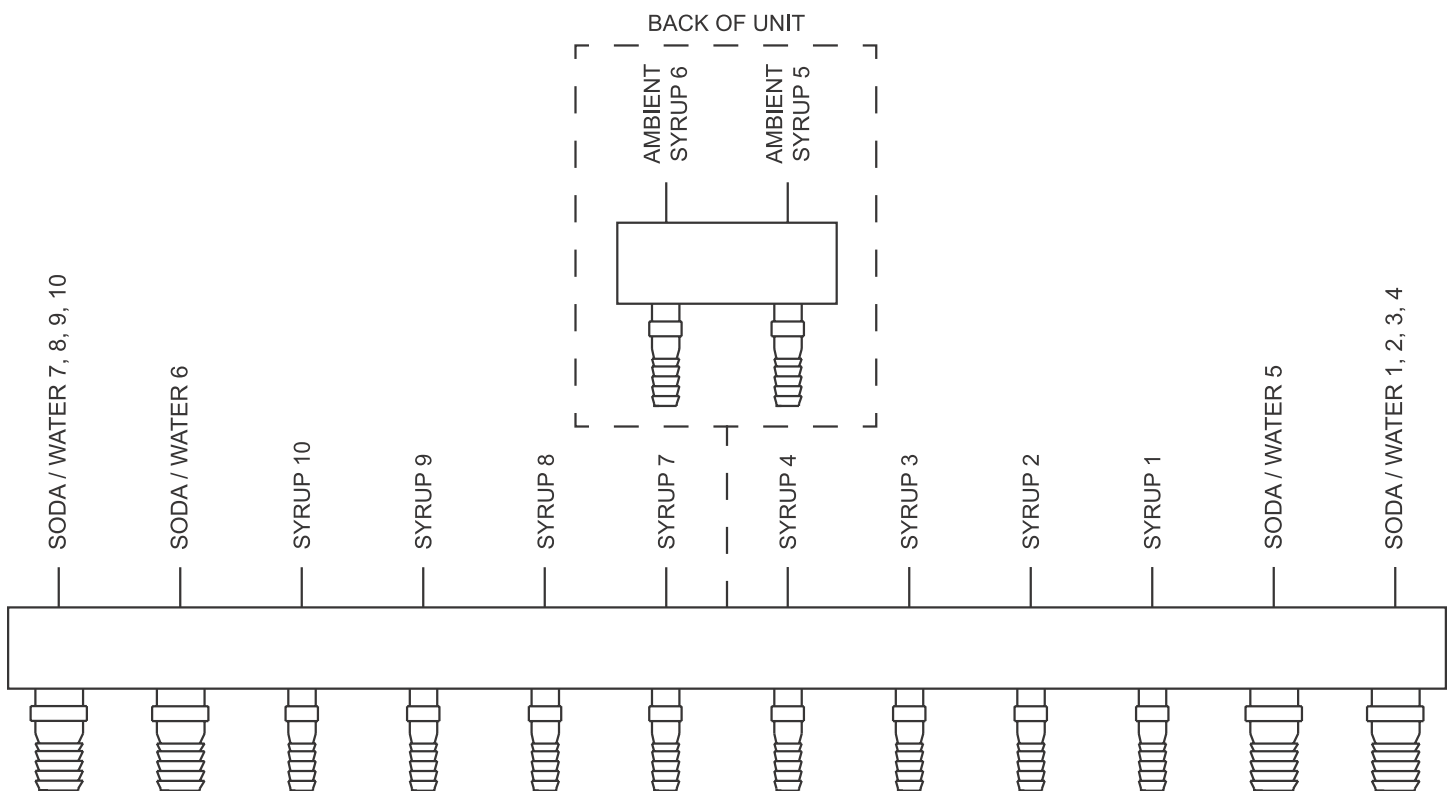 BACK OF UNIT
AMBIENT
SYRUP 6
AMBIENT
SYRUP 5
SODA / WATER 7, 8, 9, 10
SODA / WATER 6
SYRUP 10
SYRUP 9
SYRUP 8
SYRUP 7
SYRUP 4
SYRUP 3
SYRUP 2
SYRUP 1
SODA / WATER 5
SODA / WATER 1, 2, 3, 4